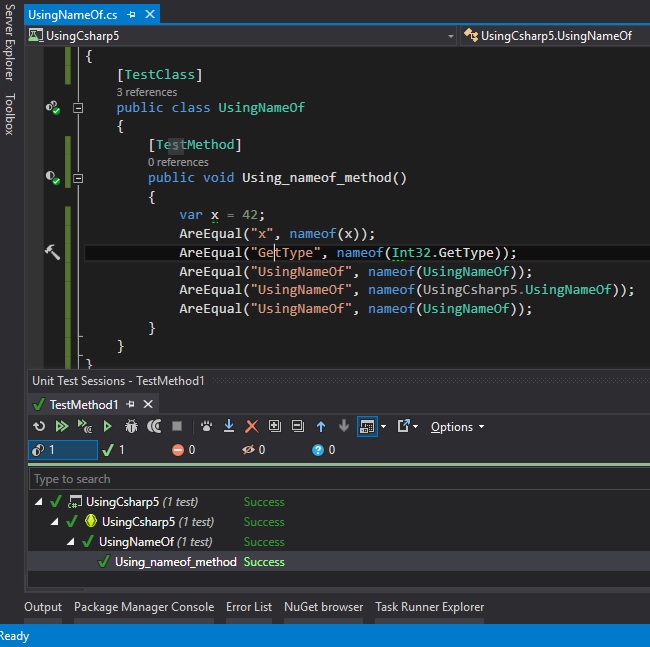 Server Explorer
Toolbox
UsingNameOf.cs
UsingCsharp5
UsingCsharp5.UsingNameOf
{
[TestClass]
3 references
public class UsingNameOf
{
[TestMethod]
0 references
public void Using_nameof_method()
{
var x = 42;
AreEqual("x", nameof(x));
AreEqual("GetType", nameof(Int32.GetType));
AreEqual("UsingNameOf", nameof(UsingNameOf));
AreEqual("UsingNameOf", nameof(UsingCsharp5.UsingNameOf));
AreEqual("UsingNameOf", nameof(UsingNameOf));
}
}
}
Unit Test Sessions - TestMethod1
TestMethod1
Options
1 1 0 0 0
Type to search
UsingCsharp5 (1 test) Success
UsingCsharp5 (1 test) Success
UsingNameOf (1 test) Success
Using_nameof_method Success
Output Package Manager Console Error List NuGet browser Task Runner Explorer
Ready